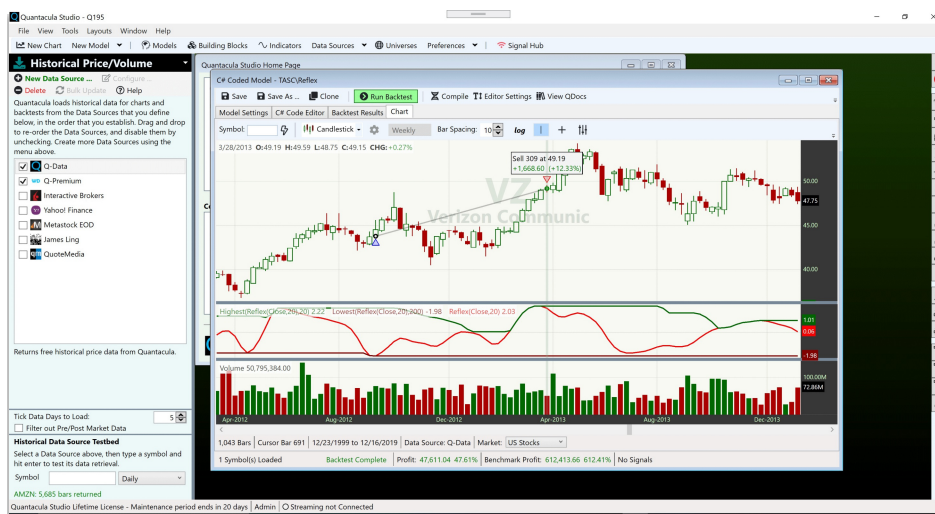 Quantacula Studio - Q195
File View Tools Layouts Window Help
New Chart New Model Models Building Blocks Indicators Data Sources Universes Preferences Signal Hub
Historical Price/Volume
New Data Source ... Configure ...
Delete Bulk Update Help
Quantacula loads historical data for charts and
backtests from the Data Sources that you define
below, in the order that you establish. Drag and drop
to re-order the Data Sources, and disable them by
unchecking. Create more Data Sources using the
menu above.
Q-Data
Q-Premium
Interactive Brokers
Yahoo! Finance
Metastock EOD
James Ling
QuoteMedia
Returns free historical price data from Quantacula.
Tick Data Days to Load: 5
Filter out Pre/Post Market Data
Historical Data Source Testbed
Select a Data Source above, then type a symbol and
hit enter to test its data retrieval.
Symbol Daily
AMZN: 5,685 bars returned
Quantacula Studio Home Page
C# Coded Model - TASC\Reflex
Save Save As ... Clone Run Backtest Compile Editor Settings View QDocs
Model Settings C# Code Editor Backtest Results Chart
Symbol: Candlestick Weekly Bar Spacing: 10 log
3/28/2013 O:49.19 H:49.59 L:48.75 C:49.15 CHG:+0.27%
Sell 309 at 49.19
+1,668.60 (+12.33%)
VZ
Verizon Communic
50.00
47.75
45.00
40.00
Highest(Reflex(Close,20),20) 2.22 Lowest(Reflex(Close,20),200) -1.98 Reflex(Close,20) 2.03
1.01
0.06
-1.98
Volume 50,795,384.00
100.00M
72.86M
Apr-2012 Aug-2012 Dec-2012 Apr-2013 Aug-2013 Dec-2013
1,043 Bars Cursor Bar 691 12/23/1999 to 12/16/2019 Data Source: Q-Data Market: US Stocks
1 Symbol(s) Loaded Backtest Complete Profit: 47,611.04 47.61% Benchmark Profit: 612,413.66 612.41% No Signals
Quantacula Studio Lifetime License - Maintenance period ends in 20 days Admin Streaming not Connected